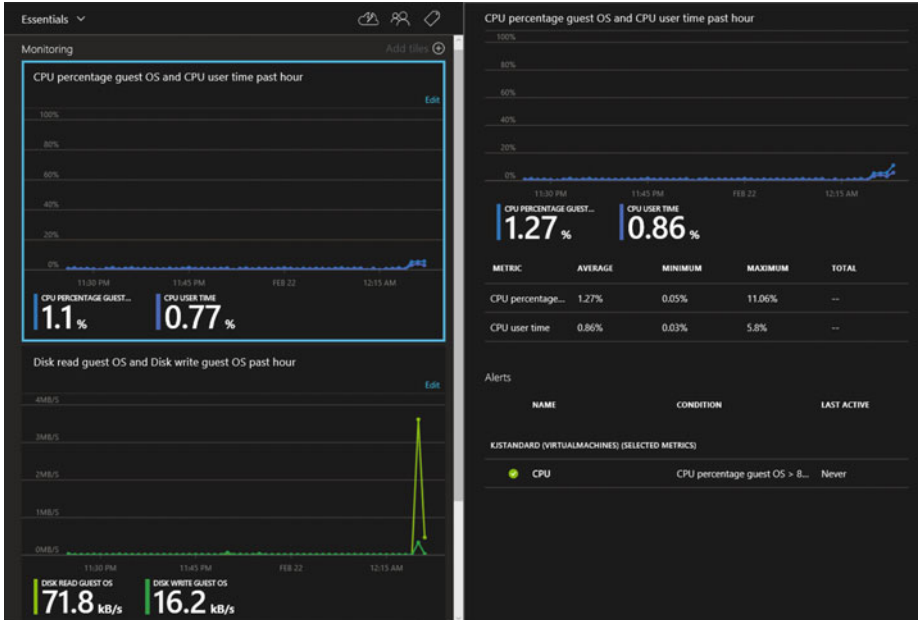 Essentials
Monitoring
Add tiles
CPU percentage guest OS and CPU user time past hour
Edit
100%
80%
60%
40%
20%
0%
11:30 PM 11:45 PM FEB 22 12:15 AM
CPU PERCENTAGE GUEST... CPU USER TIME
1.1 % 0.77 %
Disk read guest OS and Disk write guest OS past hour
Edit
4MB/S
3MB/S
2MB/S
1MB/S
0MB/S
11:30 PM 11:45 PM FEB 22 12:15 AM
DISK READ GUEST OS DISK WRITE GUEST OS
71.8 kB/s 16.2 kB/s
CPU percentage guest OS and CPU user time past hour
100%
80%
60%
40%
20%
0%
11:30 PM 11:45 PM FEB 22 12:15 AM
CPU PERCENTAGE GUEST... CPU USER TIME
1.27 % 0.86 %
METRIC AVERAGE MINIMUM MAXIMUM TOTAL
CPU percentage... 1.27% 0.05% 11.06% --
CPU user time 0.86% 0.03% 5.8% --
Alerts
NAME CONDITION LAST ACTIVE
KJSTANDARD (VIRTUALMACHINES) (SELECTED METRICS)
CPU CPU percentage guest OS > 8... Never